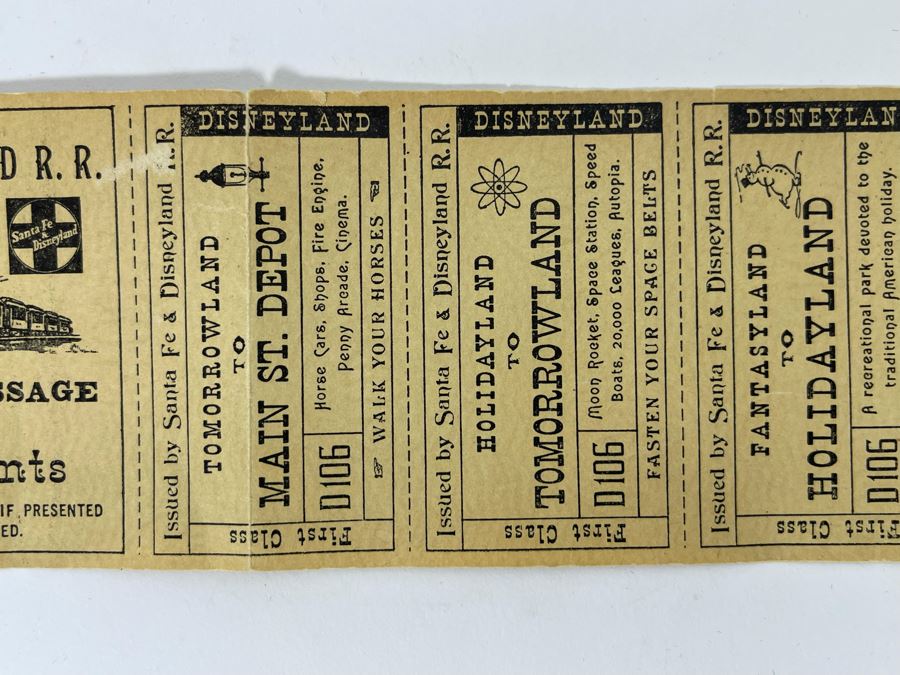 D R.R.
Santa Fe
&
Disneyland
SSAGE
nts
IF PRESENTED
ED.
Issued by Santa Fe & Disneyland R.R.
DISNEYLAND
TOMORROWLAND
TO
MAIN ST. DEPOT
Horse Cars, Shops, Fire Engine,
Penny Arcade, Cinema.
D106
☞ WALK YOUR HORSES ☞
First Class
Issued by Santa Fe & Disneyland R.R.
DISNEYLAND
HOLIDAYLAND
TO
TOMORROWLAND
Moon Rocket, Space Station, Speed
Boats, 20,000 Leagues, Autopia.
D106
FASTEN YOUR SPACE BELTS
First Class
Issued by Santa Fe & Disneyland R.R.
DISNEYLAN
FANTASYLAND
TO
HOLIDAYLAND
A recreational park devoted to the
traditional American holiday.
D106
First Class